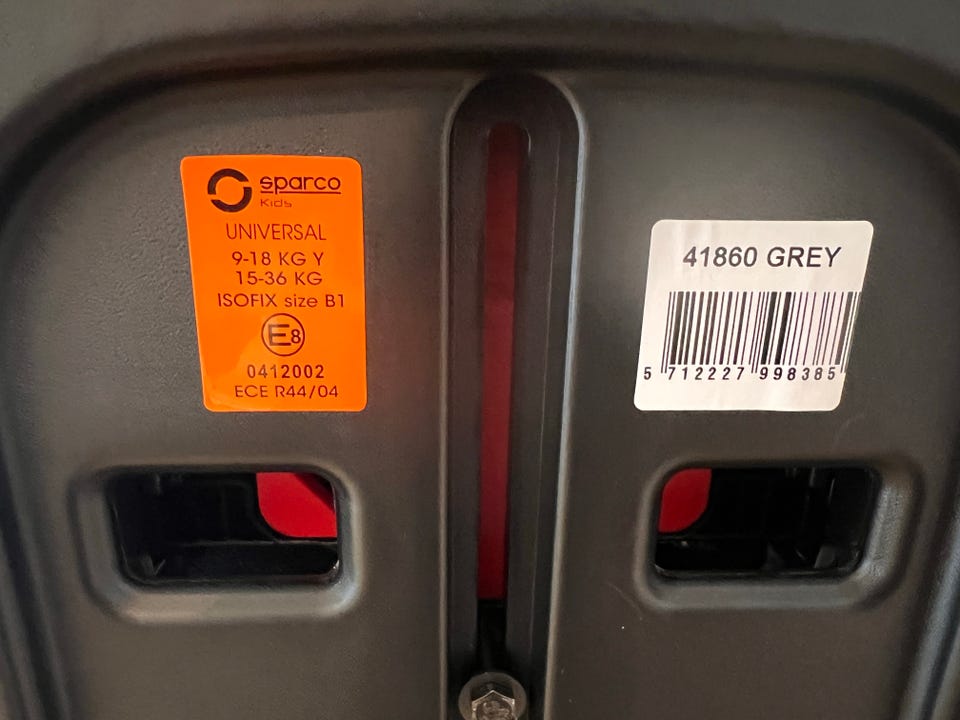 sparco
Kids
UNIVERSAL
9-18 KG Y
15-36 KG
ISOFIX size B1
E8
0412002
ECE R44/04
41860 GREY
5 712227 998385